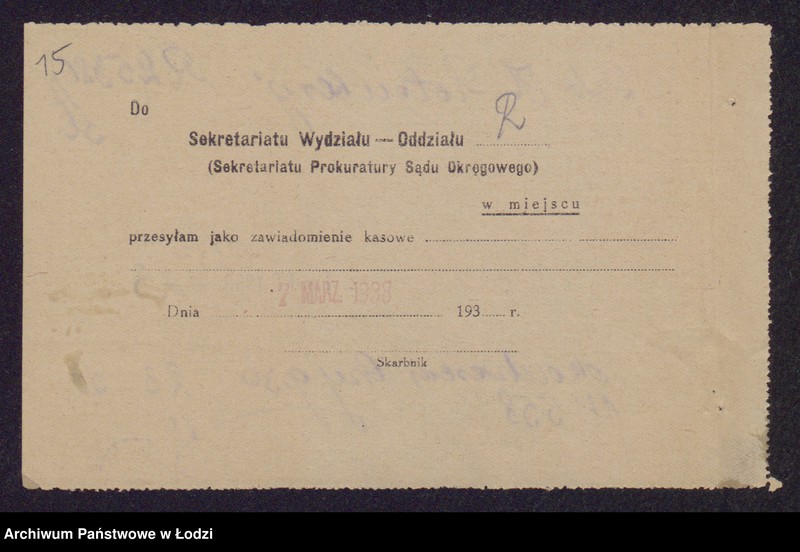 15
Do
Sekretariatu Wydziału — Oddziału R
(Sekretariatu Prokuratury Sądu Okręgowego)
w miejscu
przesyłam jako zawiadomienie kasowe
7 MARZ. 1938
Dnia 193 r.
Skarbnik
Archiwum Państwowe w Łodzi